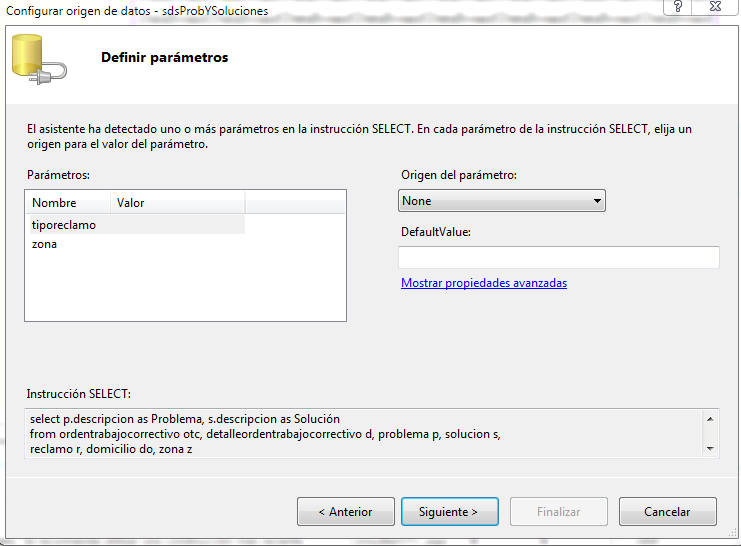 Configurar origen de datos - sdsProbYSoluciones
Definir parámetros
El asistente ha detectado uno o más parámetros en la instrucción SELECT. En cada parámetro de la instrucción SELECT, elija un
origen para el valor del parámetro.
Parámetros:
Nombre Valor
tiporeclamo
zona
Origen del parámetro:
None
DefaultValue:
Mostrar propiedades avanzadas
Instrucción SELECT:
select p.descripcion as Problema, s.descripcion as Solución
from ordentrabajocorrectivo otc, detalleordentrabajocorrectivo d, problema p, solucion s,
reclamo r, domicilio do, zona z
< Anterior
Siguiente >
Finalizar
Cancelar